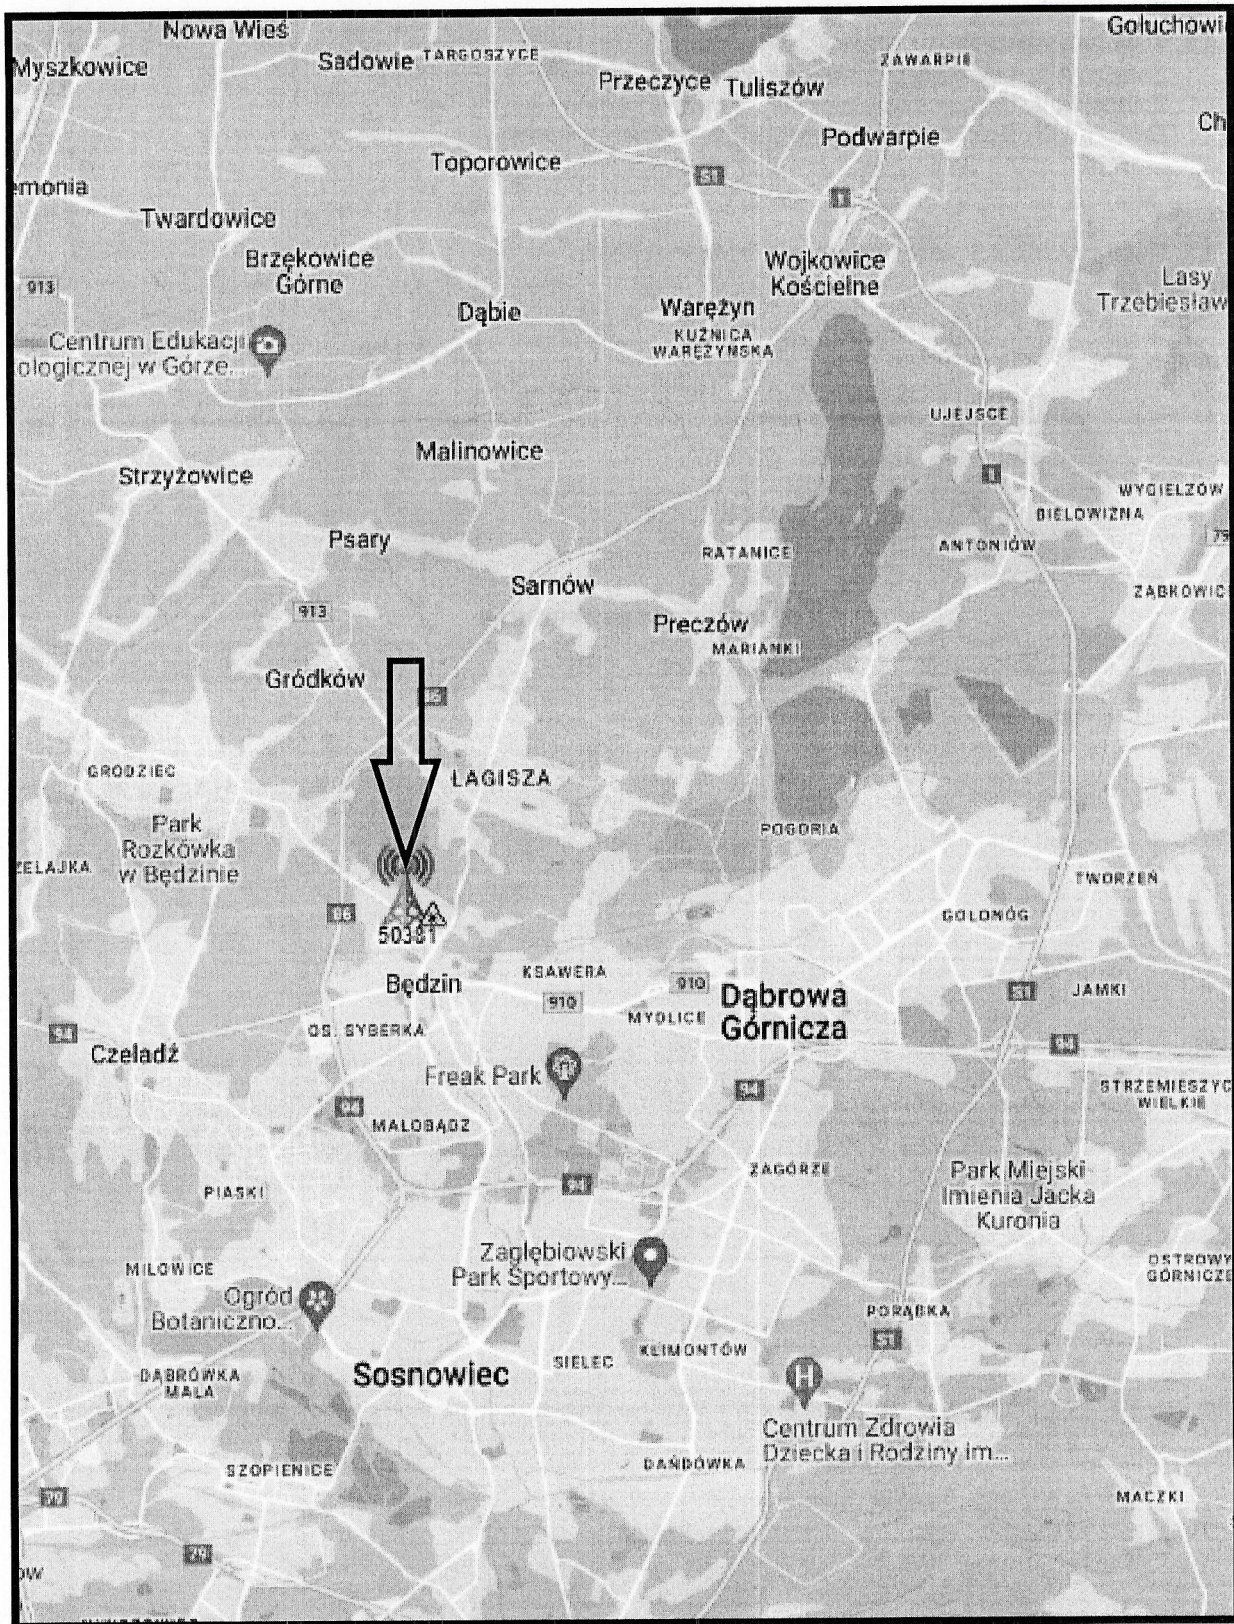 Nowa Wieś
Gołuchowi
Myszkowice
Sadowie
TARGOSZYCE
ZAWARPIE
Przeczyce
Tuliszów
Ch
Podwarpie
Toporowice
S1
emonia
1
Twardowice
Brzękowice
Górne
Wojkowice
Kościelne
Lasy
Trzebiesław
913
Dąbie
Warężyn
KUŹNICA
WARĘŻYŃSKA
Centrum Edukacji
ologicznej w Górze...
UJEJSCE
Malinowice
Strzyżowice
1
WYGIEŁZÓW
BIELOWIZNA
Psary
RATANICE
ANTONIÓW
79
Sarnów
ZĄBKOWIC
913
Preczów
MARIANKI
Gródków
86
GRODZIEC
ŁAGISZA
Park
Rozkówka
w Będzinie
POGORIA
ZELAJKA
TWORZEŃ
86
GOŁONÓG
50381
Będzin
KSAWERA
910
910
Dąbrowa
Górnicza
S1
JAMKI
MYDLICE
OS. SYBERKA
94
Czeladź
94
Freak Park
94
STRZEMIESZYC
WIELKIE
94
MAŁOBĄDZ
ZAGÓRZE
Park Miejski
Imienia Jacka
Kuronia
PIASKI
94
Zagłębiowski
Park Sportowy...
MILOWICE
OSTROWY
GÓRNICZE
Ogród
Botaniczno...
PORĄBKA
S1
KLIMONTÓW
SIELEC
DĄBRÓWKA
MAŁA
Sosnowiec
H
Centrum Zdrowia
Dziecka i Rodziny im...
SZOPIENICE
DAŃDÓWKA
79
MACZKI
79
ów